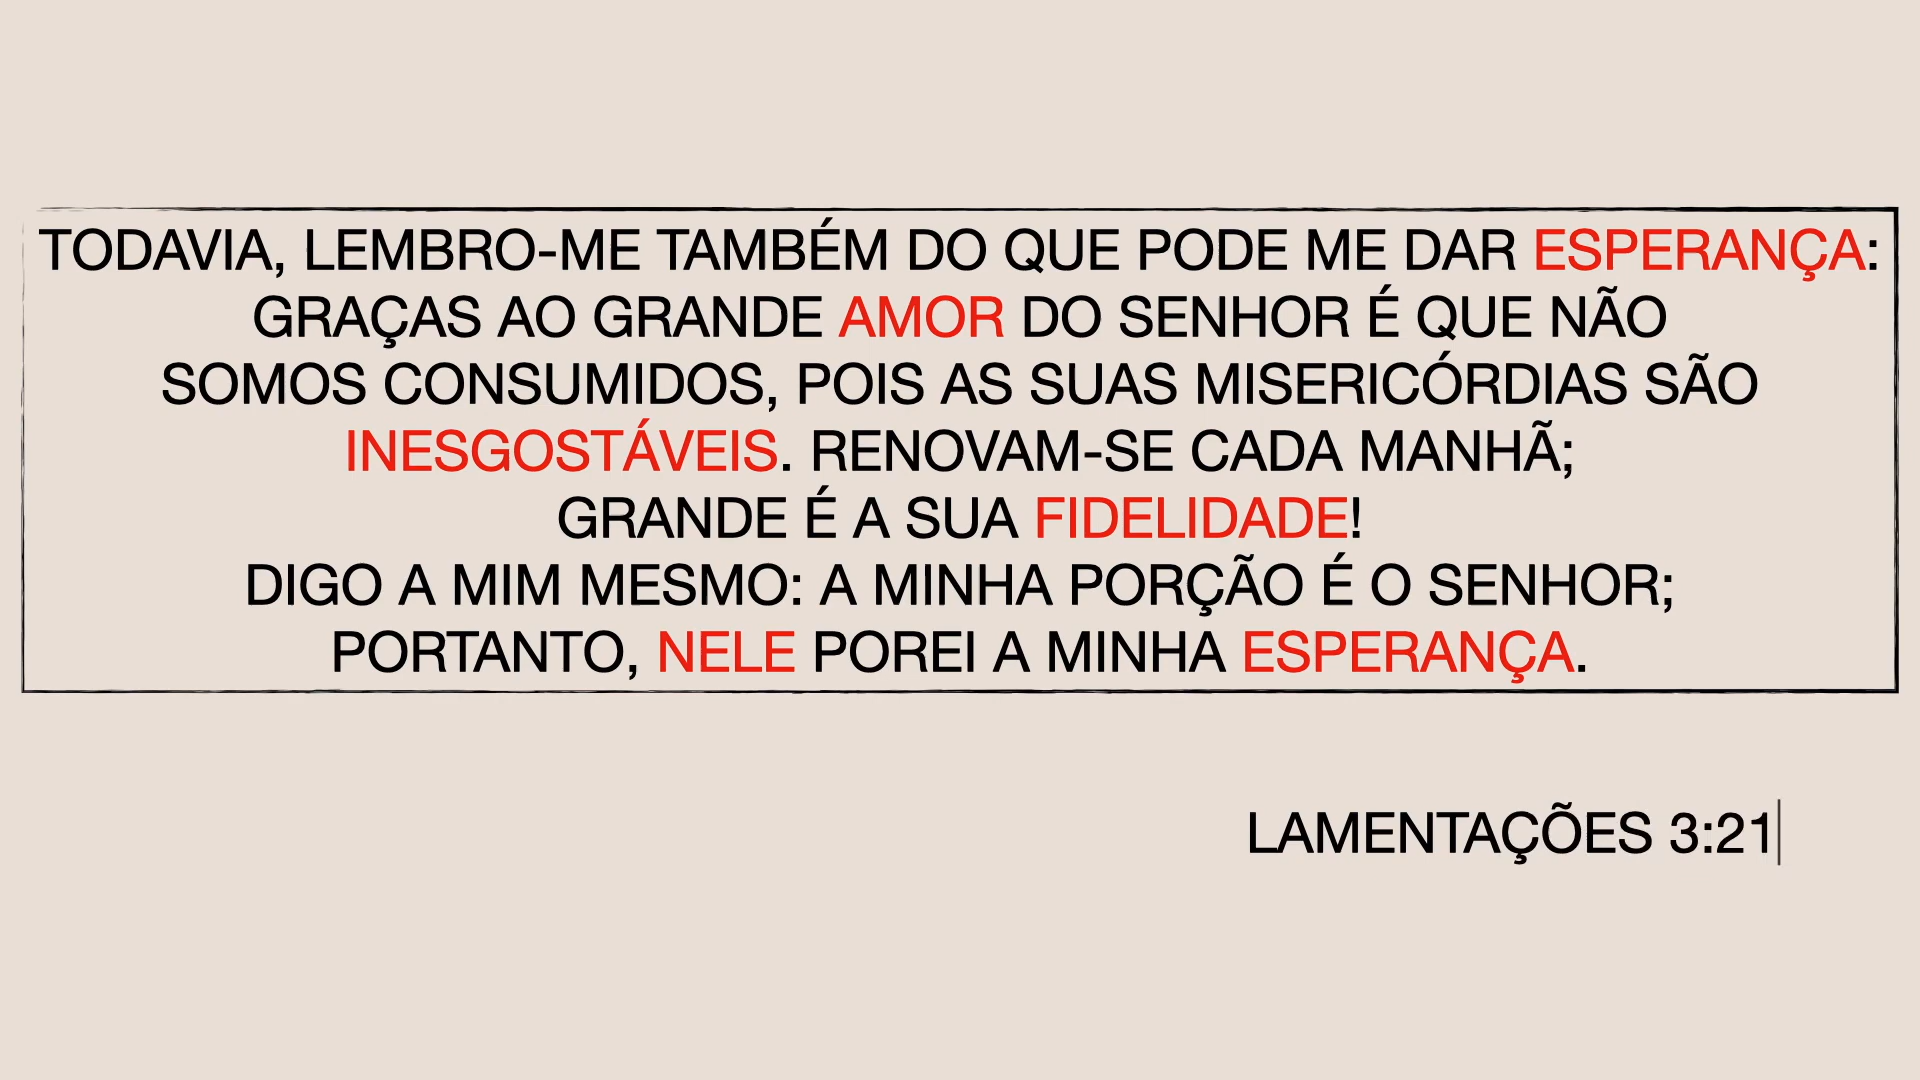 TODAVIA, LEMBRO-ME TAMBÉM DO QUE PODE ME DAR ESPERANÇA:
GRAÇAS AO GRANDE AMOR DO SENHOR É QUE NÃO
SOMOS CONSUMIDOS, POIS AS SUAS MISERICÓRDIAS SÃO
INESGOSTÁVEIS. RENOVAM-SE CADA MANHÃ;
GRANDE É A SUA FIDELIDADE!
DIGO A MIM MESMO: A MINHA PORÇÃO É O SENHOR;
PORTANTO, NELE POREI A MINHA ESPERANÇA.
LAMENTAÇÕES 3:21